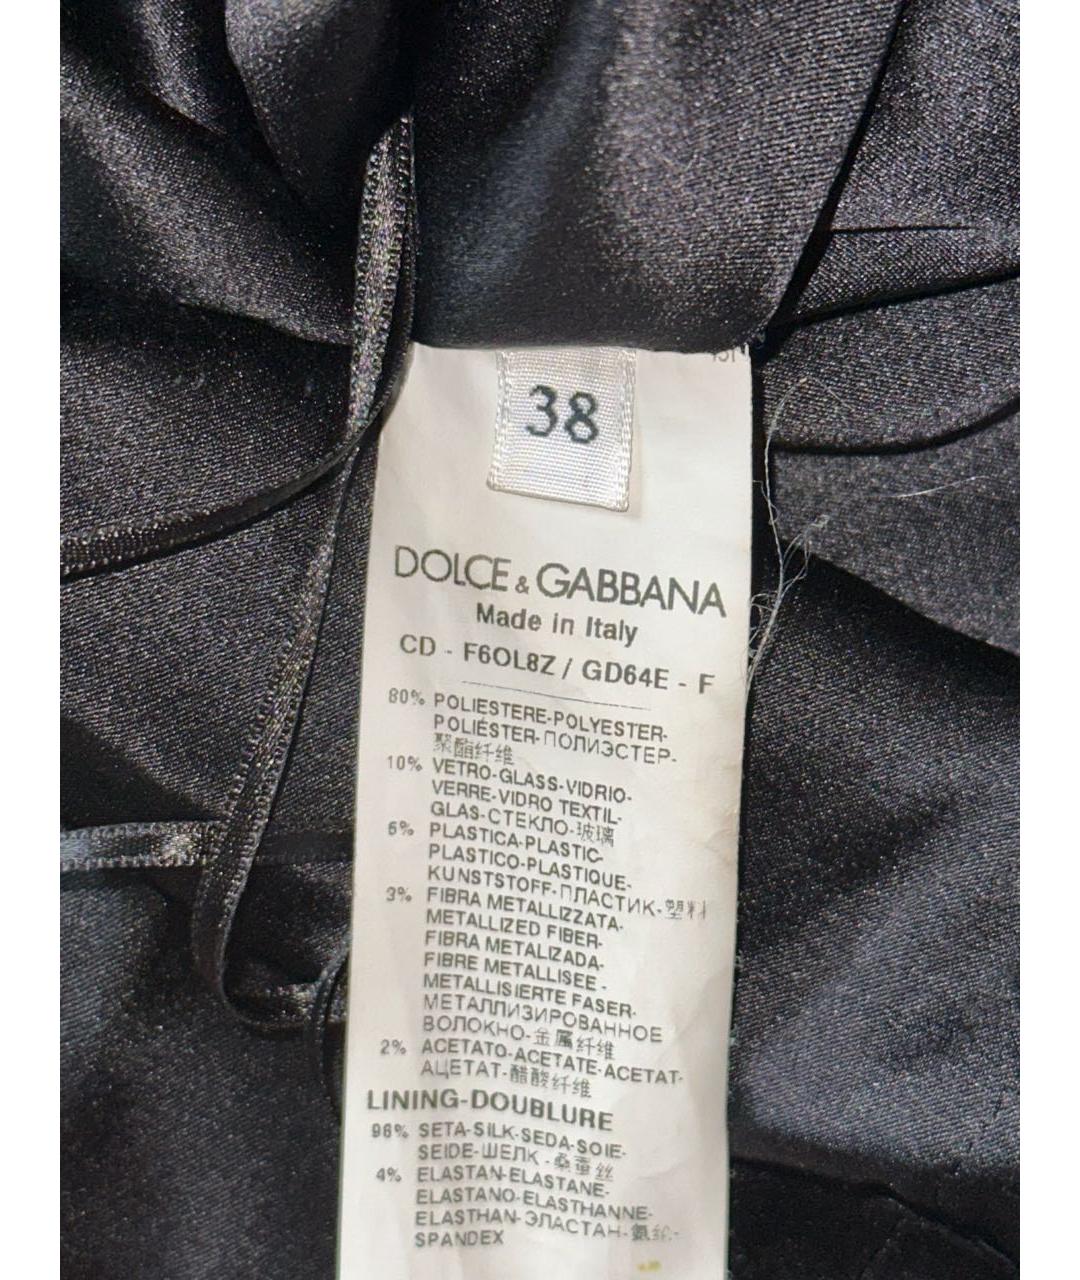 38
DOLCE & GABBANA
Made in Italy
CD - F6OL8Z / GD64E - F
80% POLIESTERE-POLYESTER-
POLIÉSTER-ПОЛИЭСТЕР-
聚酯纤维
10% VETRO-GLASS-VIDRIO-
VERRE-VIDRO TEXTIL-
GLAS-СТЕКЛО-玻璃
5% PLASTICA-PLASTIC-
PLASTICO-PLASTIQUE-
KUNSTSTOFF-ПЛАСТИК-塑料
3% FIBRA METALLIZZATA-
METALLIZED FIBER-
FIBRA METALIZADA-
FIBRE METALLISEE -
METALLISIERTE FASER-
МЕТАЛЛИЗИРОВАННОЕ
ВОЛОКНО-金属纤维
2% ACETATO-ACETATE-ACETAT-
АЦЕТАТ-醋酸纤维
LINING-DOUBLURE
96% SETA-SILK-SEDA-SOIE-
SEIDE-ШЕЛК -桑蚕丝
4% ELASTAN-ELASTANE-
ELASTANO-ELASTHANNE-
ELASTHAN-ЭЛАСТАН-氨纶-
SPANDEX